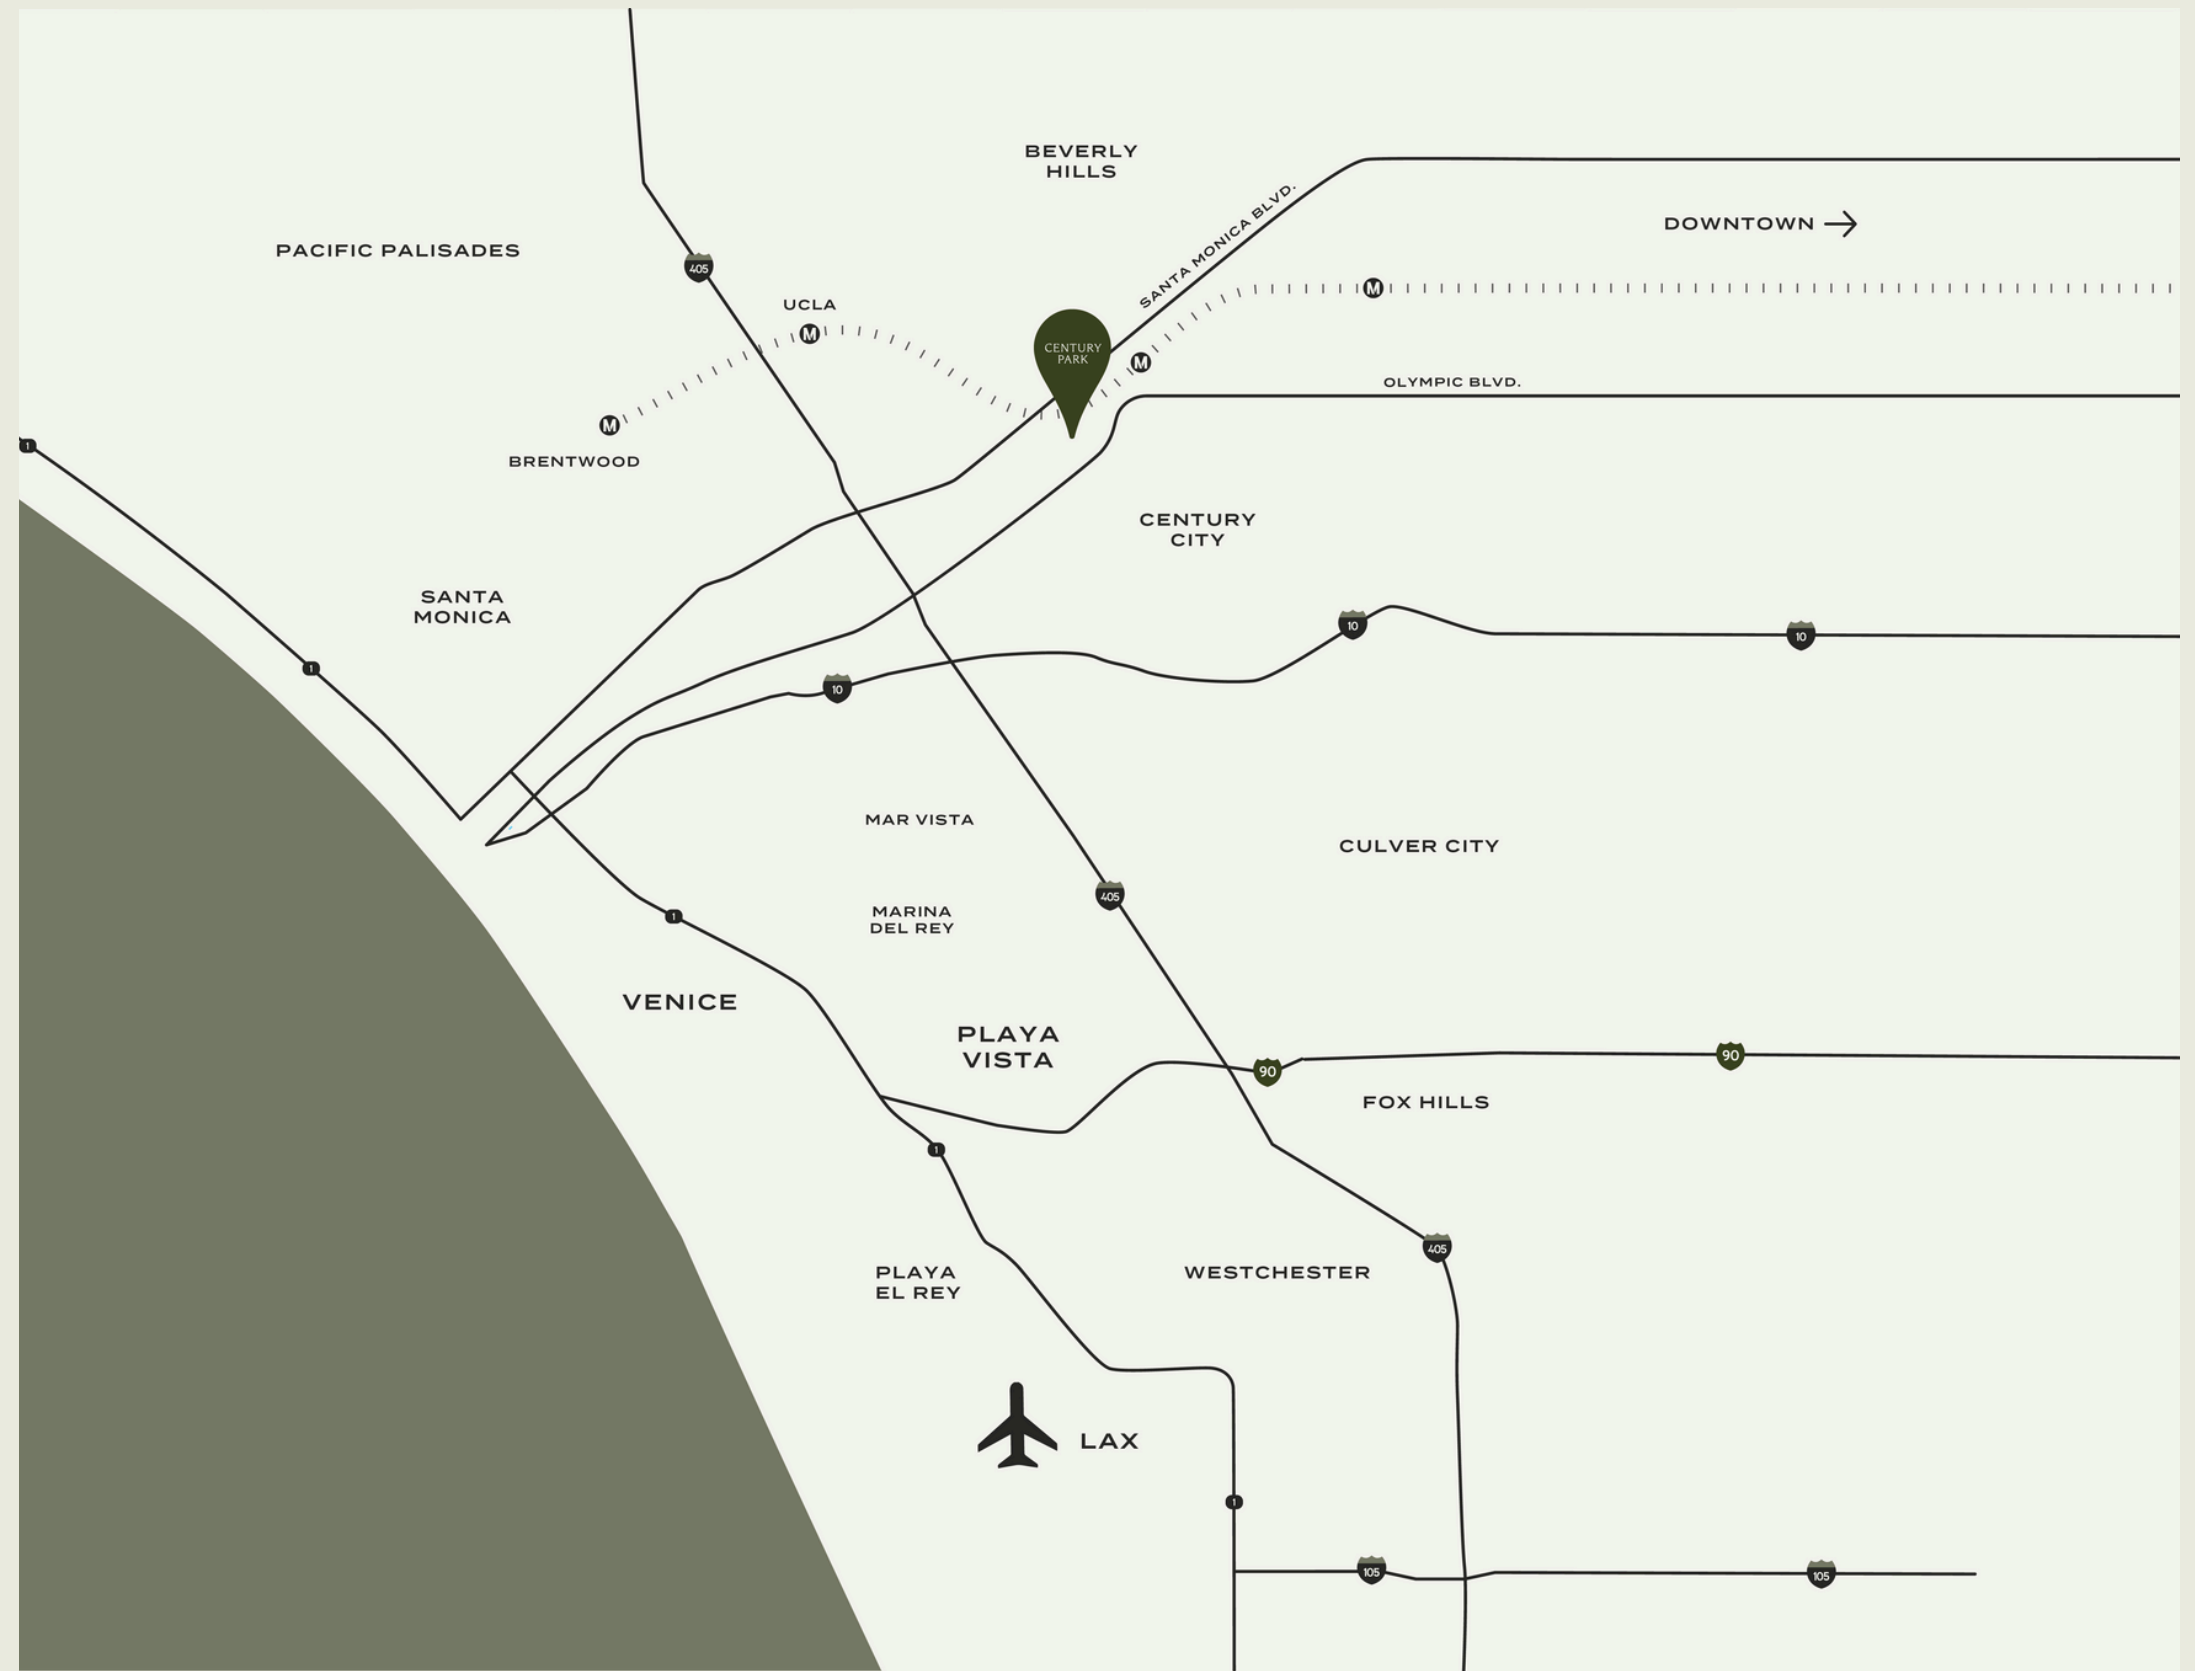 BEVERLY
HILLS
SANTA MONICA BLVD.
DOWNTOWN
PACIFIC PALISADES
405
UCLA
M
M
CENTURY
PARK
M
OLYMPIC BLVD.
M
BRENTWOOD
1
CENTURY
CITY
SANTA
MONICA
10
10
1
10
MAR VISTA
CULVER CITY
405
MARINA
DEL REY
1
VENICE
PLAYA
VISTA
90
90
FOX HILLS
1
405
PLAYA
EL REY
WESTCHESTER
LAX
1
105
105